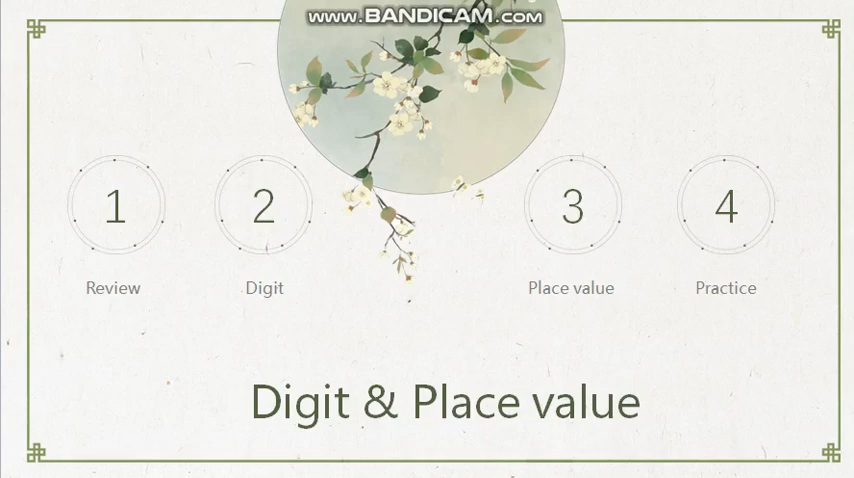 WWW.BANDICAM.COM
1
2
3
4
Review
Digit
Place value
Practice
Digit & Place value